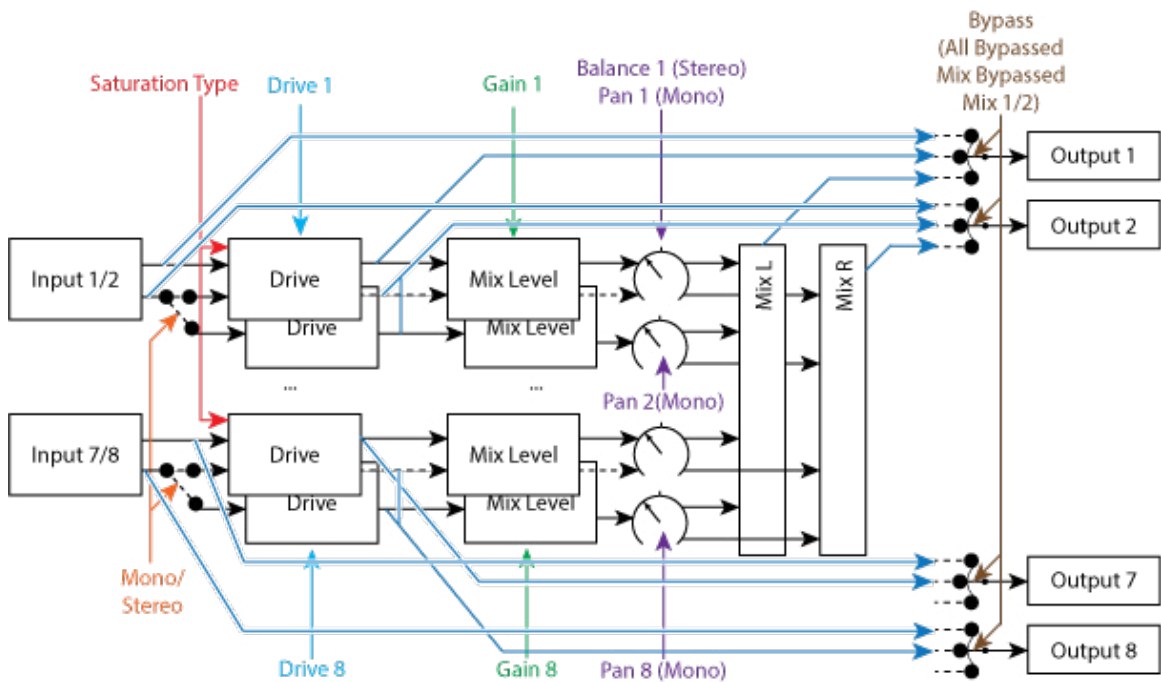 Bypass
(All Bypassed
Mix Bypassed
Mix 1/2)
Balance 1 (Stereo)
Pan 1 (Mono)
Saturation Type
Drive 1
Gain 1
Output 1
Output 2
Input 1/2
Drive
Mix Level
Mix L
Mix R
Drive
Mix Level
...
...
Pan 2(Mono)
Input 7/8
Drive
Mix Level
Drive
Mix Level
Mono/
Stereo
Output 7
Output 8
Drive 8
Gain 8
Pan 8 (Mono)